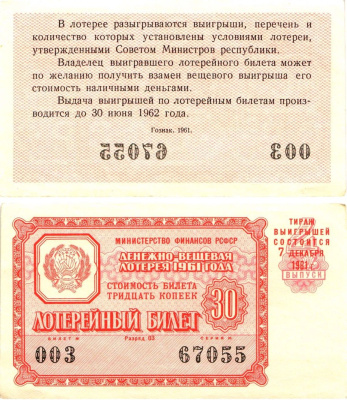 В лотерее разыгрываются выигрыши, перечень и
количество которых установлены условиями лотереи,
утвержденными Советом Министров республики.
Владелец выигравшего лотерейного билета может
по желанию получить взамен вещевого выигрыша его
стоимость наличными деньгами.
Выдача выигрышей по лотерейным билетам произ-
водится до 30 июня 1962 года.
Гознак. 1961.
67055
003
МИНИСТЕРСТВО ФИНАНСОВ РСФСР
ДЕНЕЖНО-ВЕЩЕВАЯ
ЛОТЕРЕЯ 1961 ГОДА
СТОИМОСТЬ БИЛЕТА
ТРИДЦАТЬ КОПЕЕК
30
ЛОТЕРЕЙНЫЙ БИЛЕТ
БИЛЕТ № Разряд 03 СЕРИЯ №
003 67055
ТИРАЖ
ВЫИГРЫШЕЙ
СОСТОИТСЯ
7 ДЕКАБРЯ
1961 г.
ВЫПУСК